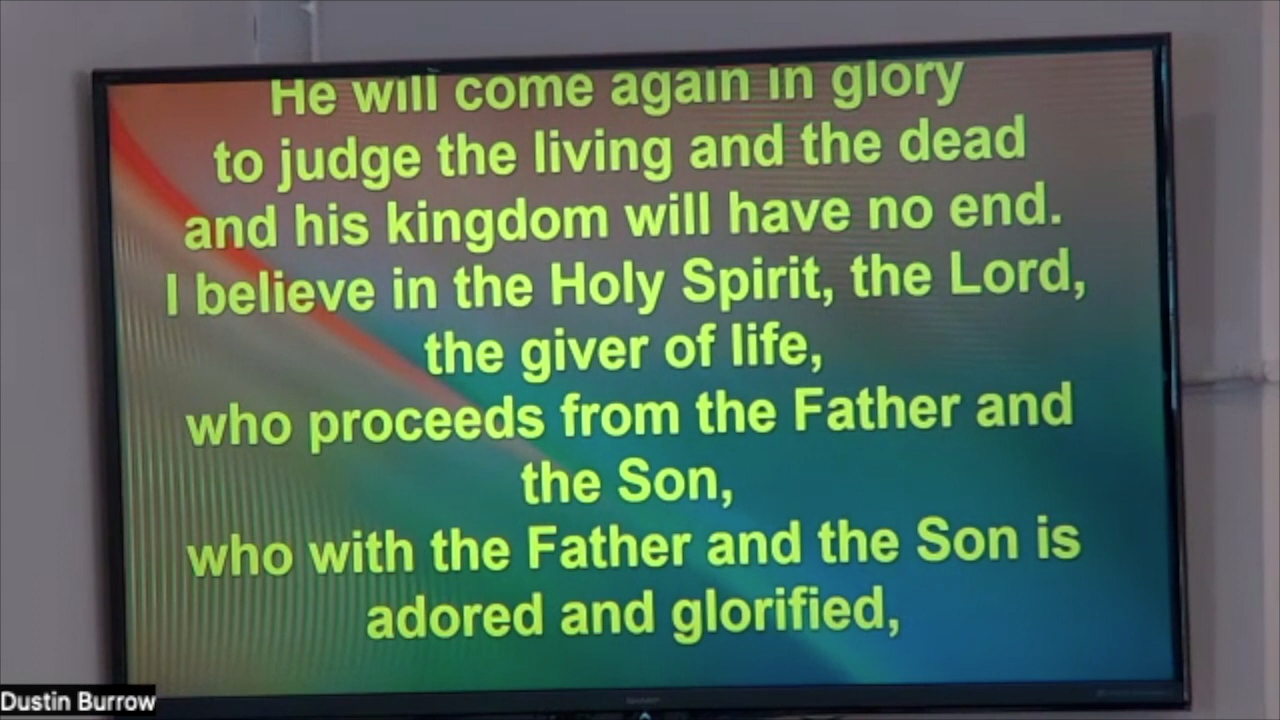 He will come again in glory
to judge the living and the dead
and his kingdom will have no end.
I believe in the Holy Spirit, the Lord,
the giver of life,
who proceeds from the Father and
the Son,
who with the Father and the Son is
adored and glorified,
Dustin Burrow